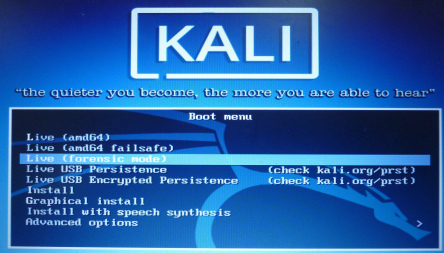 KALI
"the quieter you become, the more you are able to hear"
Boot menu
Live (amd64)
Live (amd64 failsafe)
Live (forensic mode)
Live USB Persistence (check kali.org/prst)
Live USB Encrypted Persistence (check kali.org/prst)
Install
Graphical install
Install with speech synthesis
Advanced options >